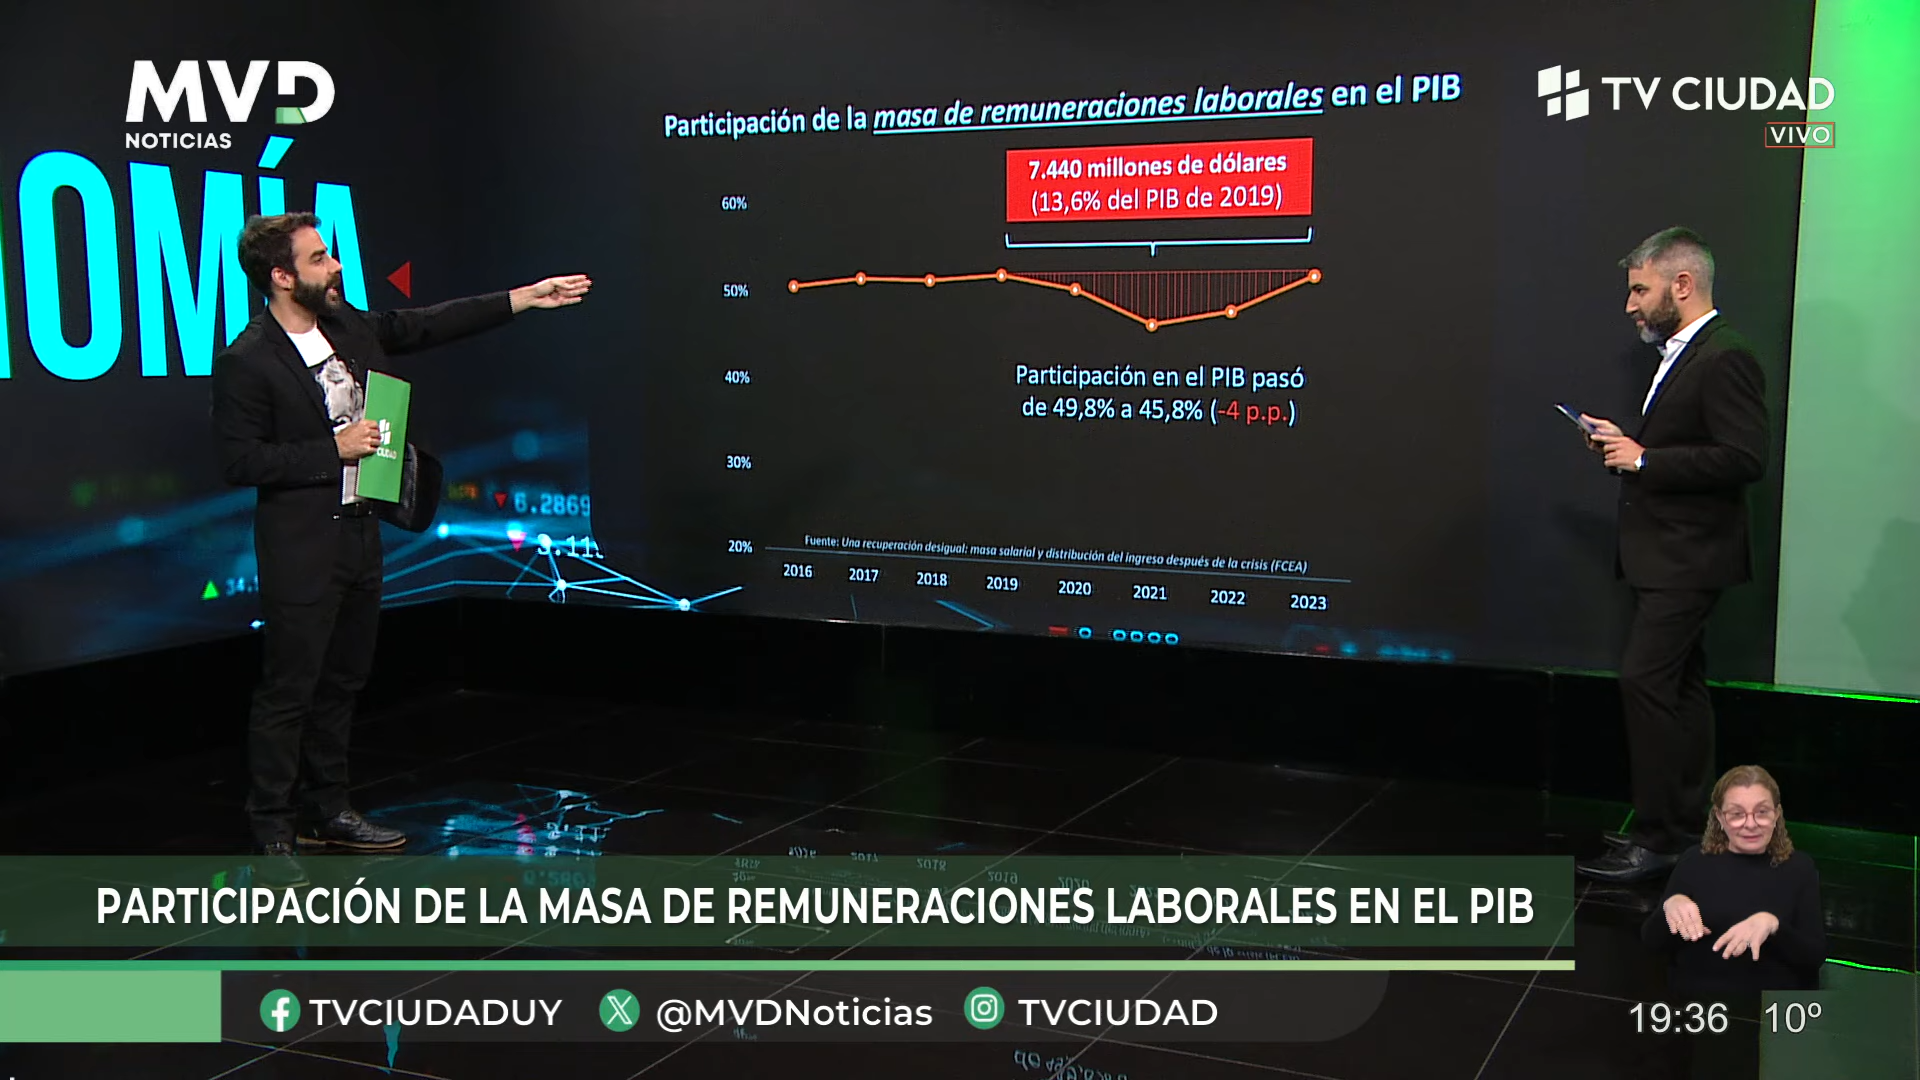 MVD
NOTICIAS
TV CIUDAD
VIVO
NOMÍA
Participación de la masa de remuneraciones laborales en el PIB
7.440 millones de dólares
(13,6% del PIB de 2019)
60%
50%
40%
30%
20%
Participación en el PIB pasó
de 49,8% a 45,8% (-4 p.p.)
Fuente: Una recuperación desigual: masa salarial y distribución del ingreso después de la crisis (FCEA)
2016 2017 2018 2019 2020 2021 2022 2023
CIUDAD
6.2869
PARTICIPACIÓN DE LA MASA DE REMUNERACIONES LABORALES EN EL PIB
TVCIUDADUY @MVDNoticias TVCIUDAD
19:36 10º